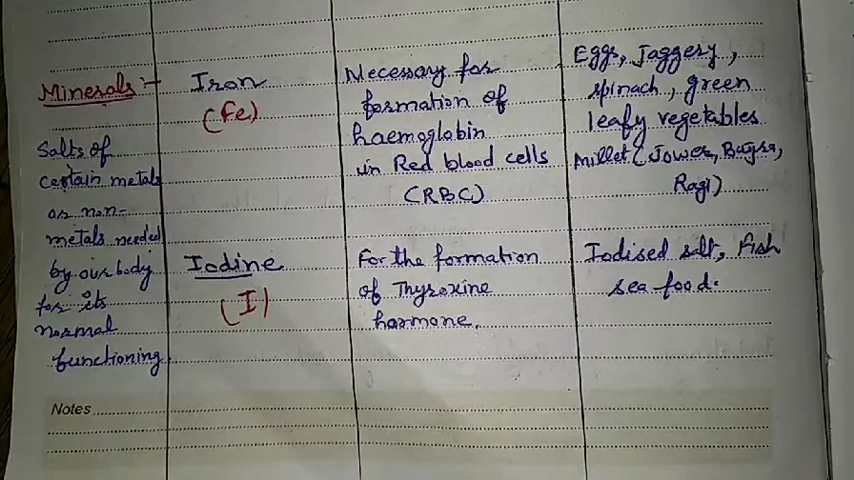 Minerals :-
Salts of
certain metals
or non-
metals needed
by our body
for its
normal
functioning.
Iron
(Fe)
Necessary for
formation of
haemoglobin
in Red blood cells
(RBC)
Eggs, Jaggery,
spinach, green
leafy vegetables
Millet (Jower, Bajra,
Ragi)
Iodine
(I)
For the formation
of Thyroxine
harmone.
Iodised salt, Fish
sea food.
Notes